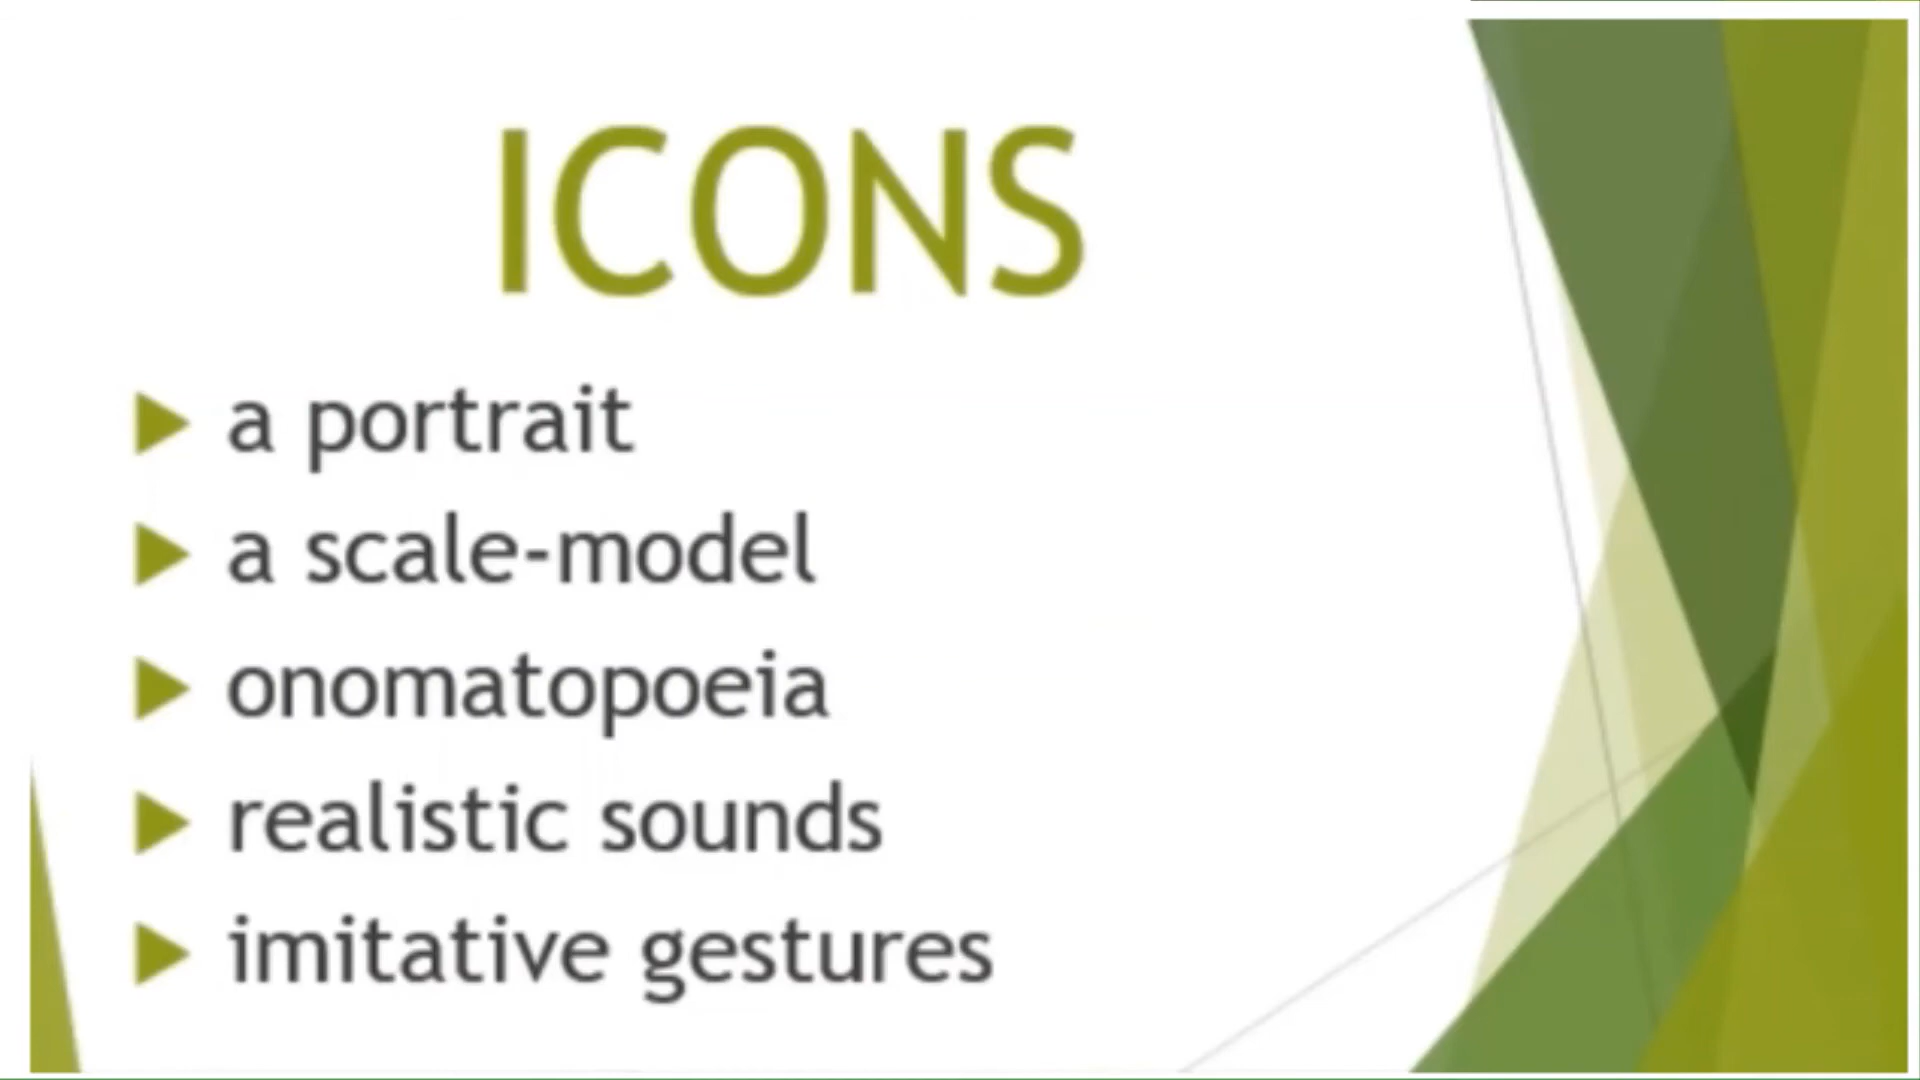 ICONS
a portrait
a scale-model
onomatopoeia
realistic sounds
imitative gestures